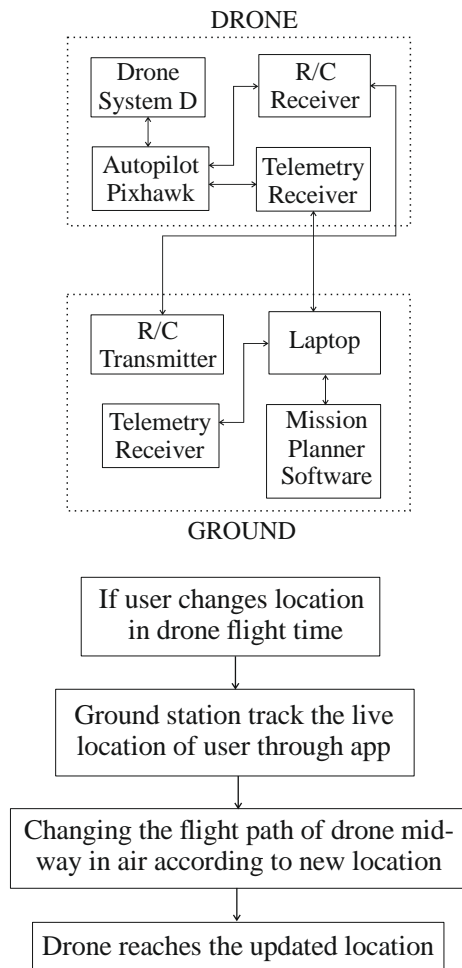 DRONE
Drone
System D
R/C
Receiver
Autopilot
Pixhawk
Telemetry
Receiver
R/C
Transmitter
Laptop
Telemetry
Receiver
Mission
Planner
Software
GROUND
If user changes location
in drone flight time
Ground station track the live
location of user through app
Changing the flight path of drone mid-
way in air according to new location
Drone reaches the updated location